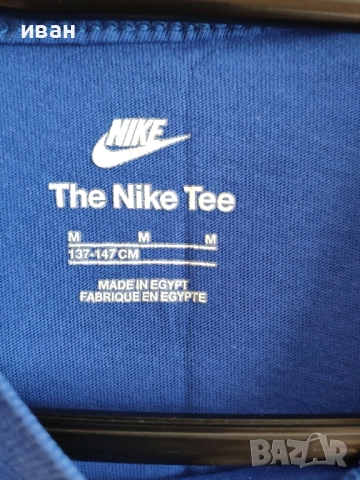 иван
NIKE
The Nike Tee
M M M
137-147 CM
MADE IN EGYPT
FABRIQUE EN EGYPTE
BAZAR